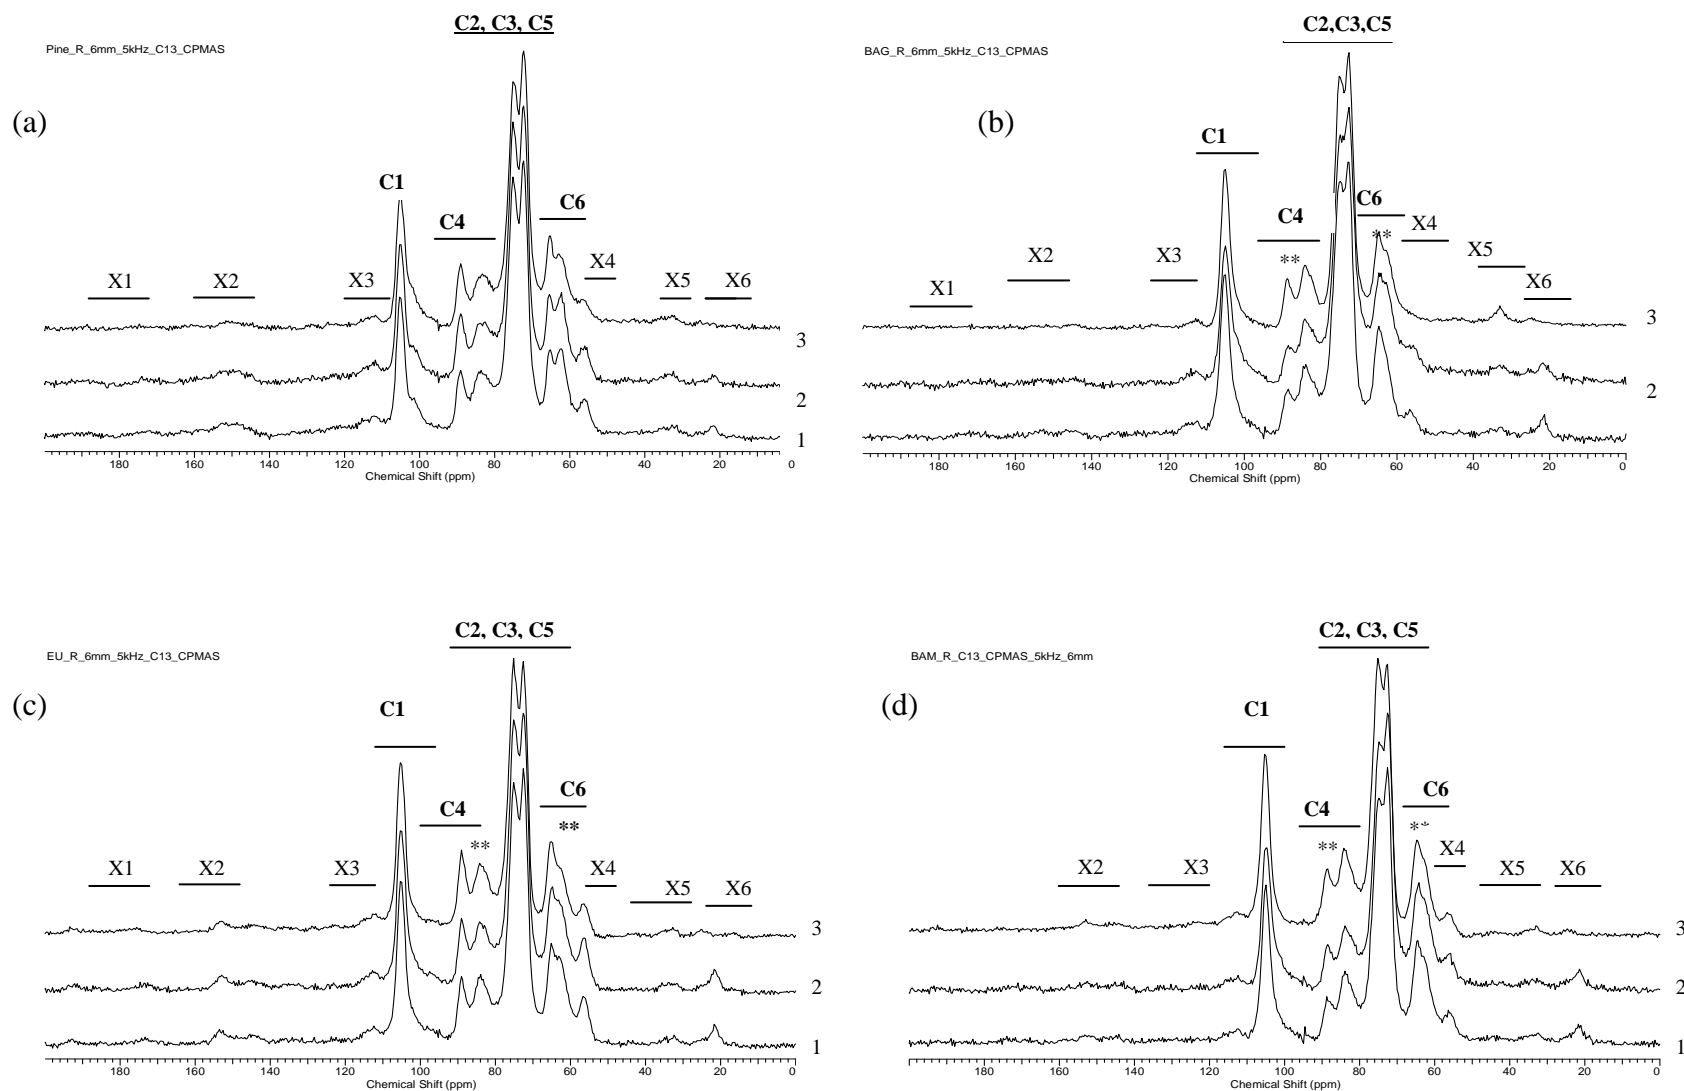 C2, C3, C5
Pine_R_6mm_5kHz_C13_CPMAS
(a)
C1
C6
C4
X4
X1
X2
X3
X5
X6
3
2
1
180 160 140 120 100 80 60 40 20 0
Chemical Shift (ppm)
C2,C3,C5
BAG_R_6mm_5kHz_C13_CPMAS
(b)
C1
C6
C4
X4
**
**
X2
X3
X5
X6
X1
3
2
1
180 160 140 120 100 80 60 40 20 0
Chemical Shift (ppm)
C2, C3, C5
EU_R_6mm_5kHz_C13_CPMAS
(c)
C1
C6
C4
**
**
X1
X2
X3
X4
X5
X6
3
2
1
180 160 140 120 100 80 60 40 20 0
Chemical Shift (ppm)
C2, C3, C5
BAM_R_C13_CPMAS_5kHz_6mm
(d)
C1
C6
C4
**
**
X4
X2
X3
X5
X6
3
2
1
180 160 140 120 100 80 60 40 20 0
Chemical Shift (ppm)